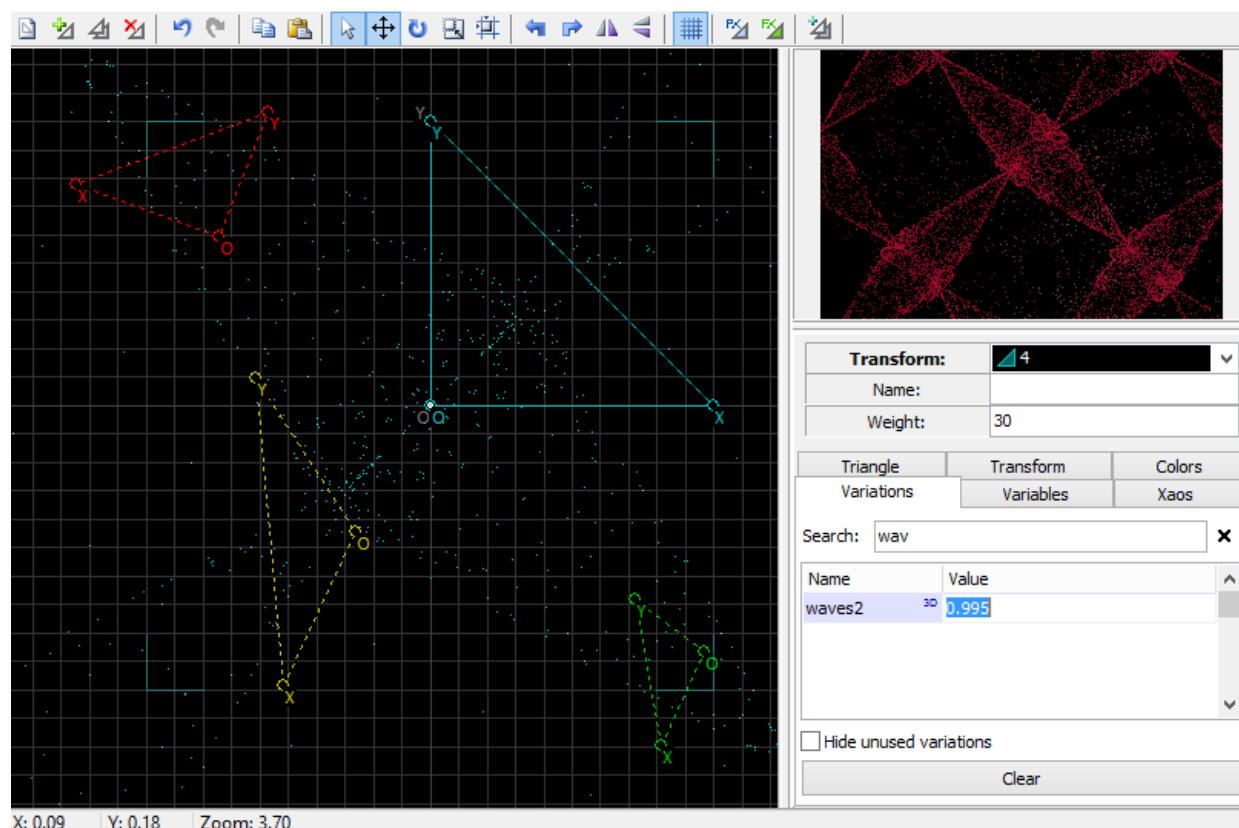 Y
Y
Y
X
O
X
O O
Y
O
X
Y
O
X
Transform: 4
Name:
Weight: 30
Triangle Transform Colors
Variations Variables Xaos
Search: wav
Name Value
waves2 3D 0.995
Hide unused variations
Clear
X: 0.09 Y: 0.18 Zoom: 3.70